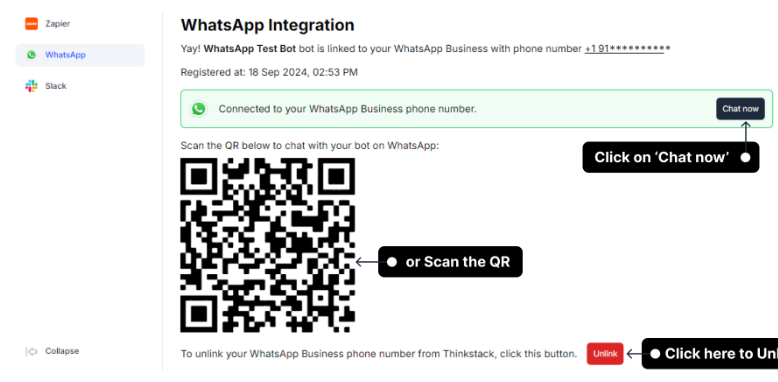 Zapier
WhatsApp
Slack
WhatsApp Integration
Yay! WhatsApp Test Bot bot is linked to your WhatsApp Business with phone number +1 91**********
Registered at: 18 Sep 2024, 02:53 PM
Connected to your WhatsApp Business phone number.
Chat now
Scan the QR below to chat with your bot on WhatsApp:
Click on ‘Chat now’
or Scan the QR
Collapse
To unlink your WhatsApp Business phone number from Thinkstack, click this button.
Unlink
Click here to Unl